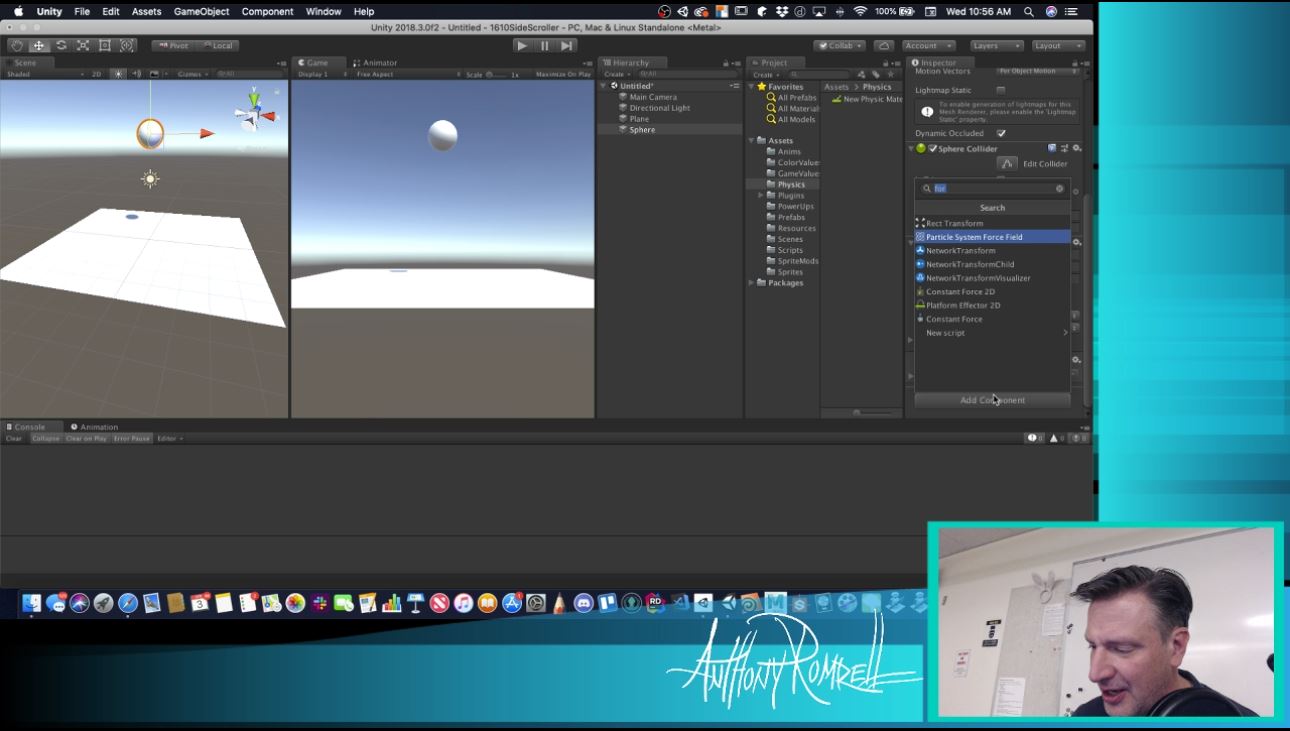 Unity File Edit Assets GameObject Component Window Help 100% Wed 10:56 AM
Unity 2018.3.0f2 - Untitled - 1610SideScroller - PC, Mac & Linux Standalone <Metal>
Pivot Local Collab Account Layers Layout
Scene Game Animator Hierarchy Project Inspector
Shaded 2D Gizmos All Display 1 Free Aspect Scale 1x Maximize On Play Create All Create
Motion Vectors Per Object Motion
Lightmap Static
To enable generation of lightmaps for this
Mesh Renderer, please enable the 'Lightmap
Static' property.
Dynamic Occluded
Sphere Collider
Edit Collider
Untitled*
Main Camera
Directional Light
Plane
Sphere
Favorites
All Prefabs
All Material
All Models
Assets
Anims
ColorValue
GameValue
Physics
Plugins
PowerUps
Prefabs
Resources
Scenes
Scripts
SpriteMods
Sprites
Packages
Assets > Physics
New Physic Mate
for
Search
Rect Transform
Particle System Force Field
NetworkTransform
NetworkTransformChild
NetworkTransformVisualizer
Constant Force 2D
Platform Effector 2D
Constant Force
New script
Add Component
Console Animation
Clear Collapse Clear on Play Error Pause Editor
Anthony Romrell